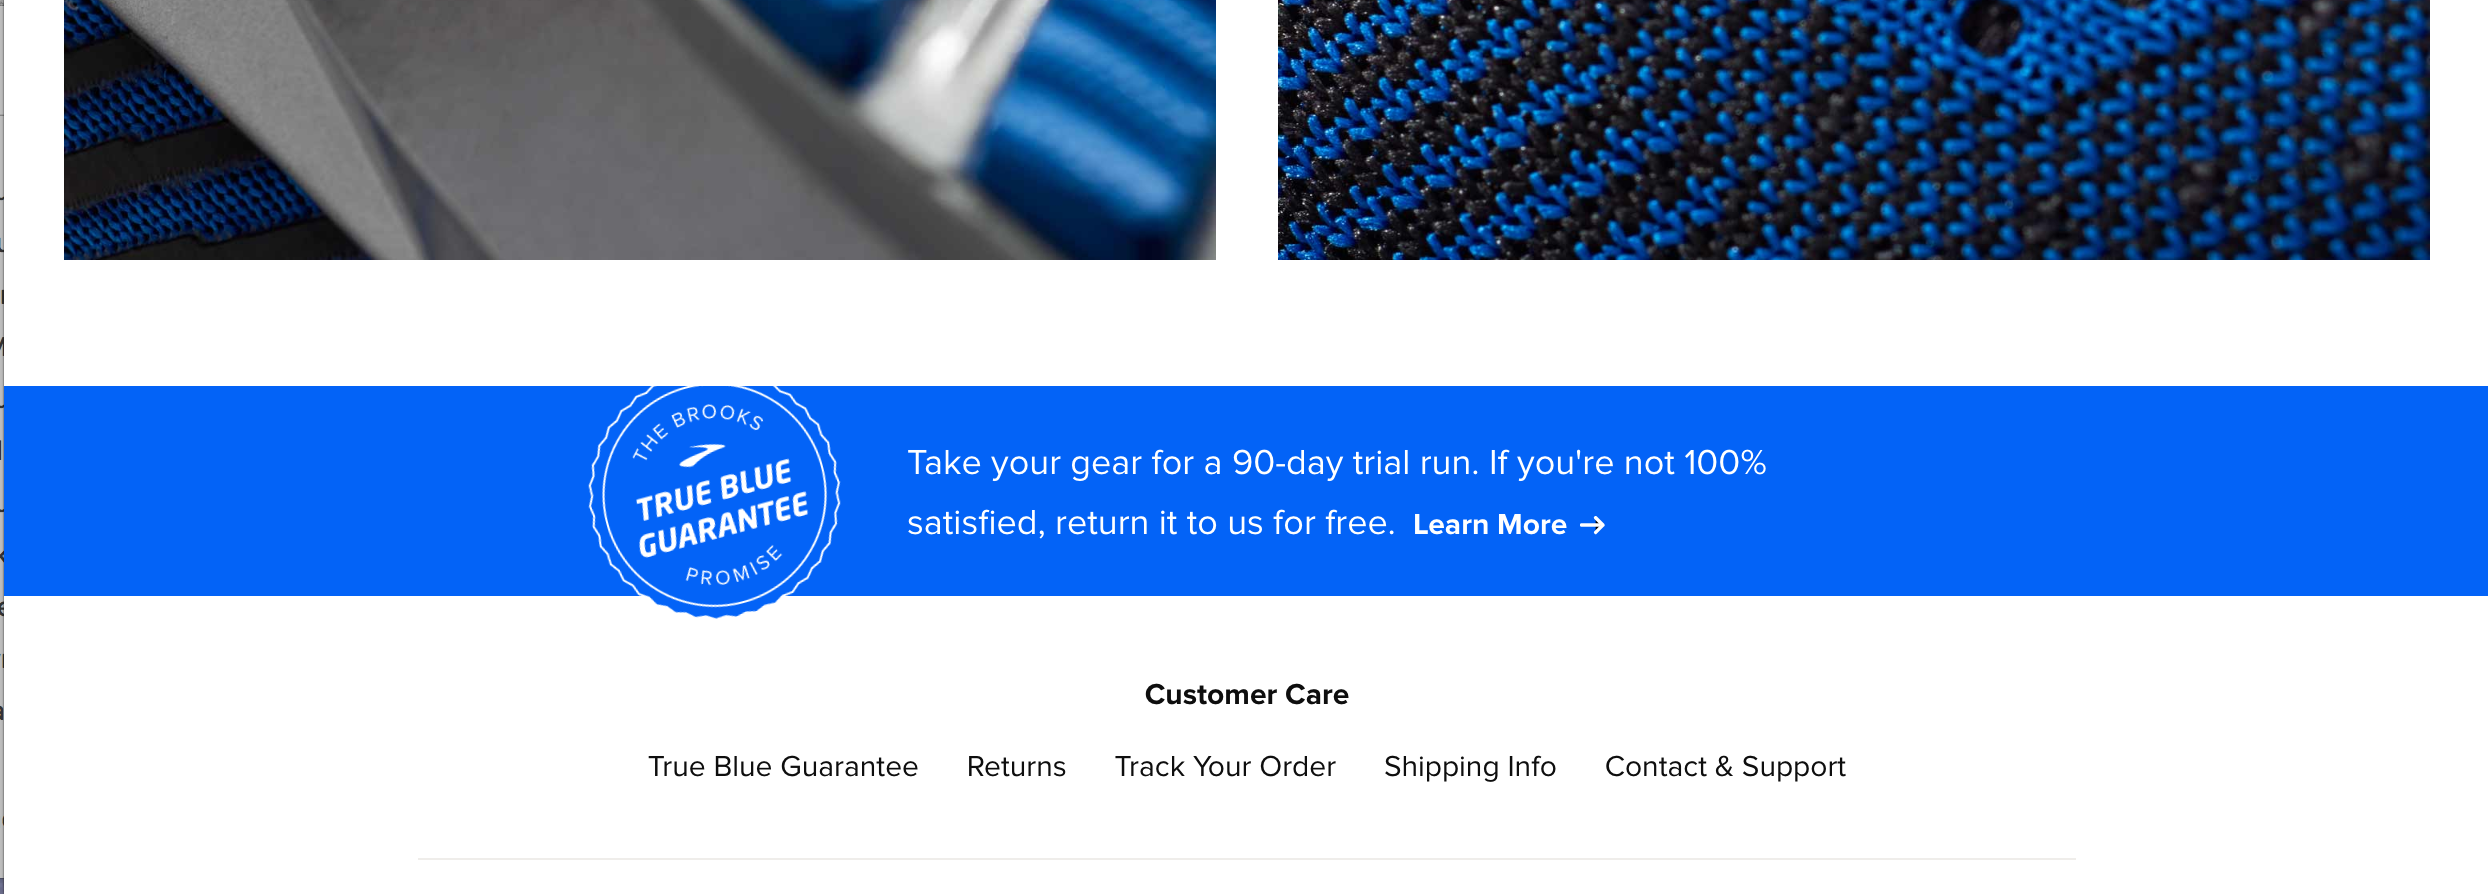 THE BROOKS
TRUE BLUE
GUARANTEE
PROMISE
Take your gear for a 90-day trial run. If you're not 100%
satisfied, return it to us for free. Learn More →
Customer Care
True Blue Guarantee Returns Track Your Order Shipping Info Contact & Support